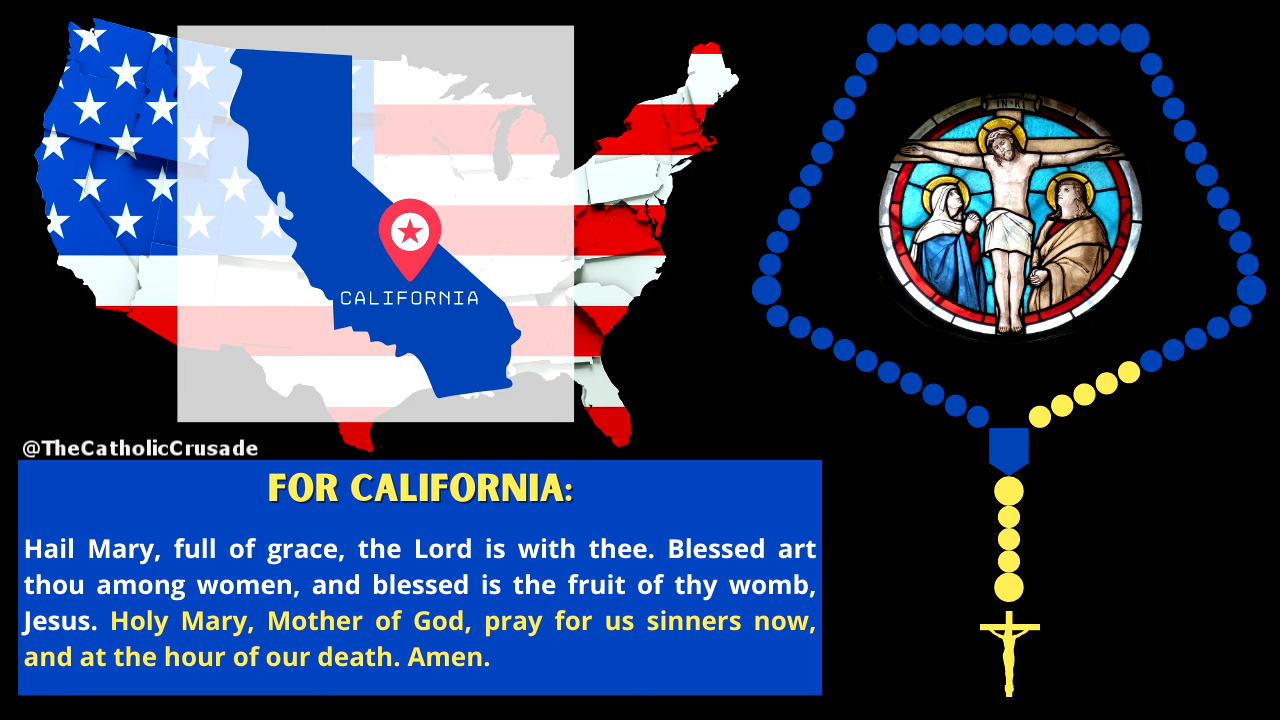 IN·RI
CALIFORNIA
@TheCatholicCrusade
FOR CALIFORNIA:
Hail Mary, full of grace, the Lord is with thee. Blessed art
thou among women, and blessed is the fruit of thy womb,
Jesus. Holy Mary, Mother of God, pray for us sinners now,
and at the hour of our death. Amen.